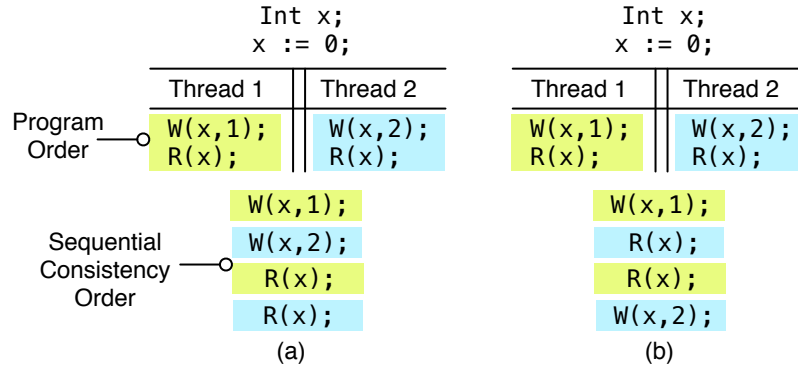 Int x;
x := 0;
Thread 1
Thread 2
Program
Order
W(x,1);
R(x);
W(x,2);
R(x);
W(x,1);
W(x,2);
R(x);
R(x);
Sequential
Consistency
Order
(a)
Int x;
x := 0;
Thread 1
Thread 2
W(x,1);
R(x);
W(x,2);
R(x);
W(x,1);
R(x);
R(x);
W(x,2);
(b)